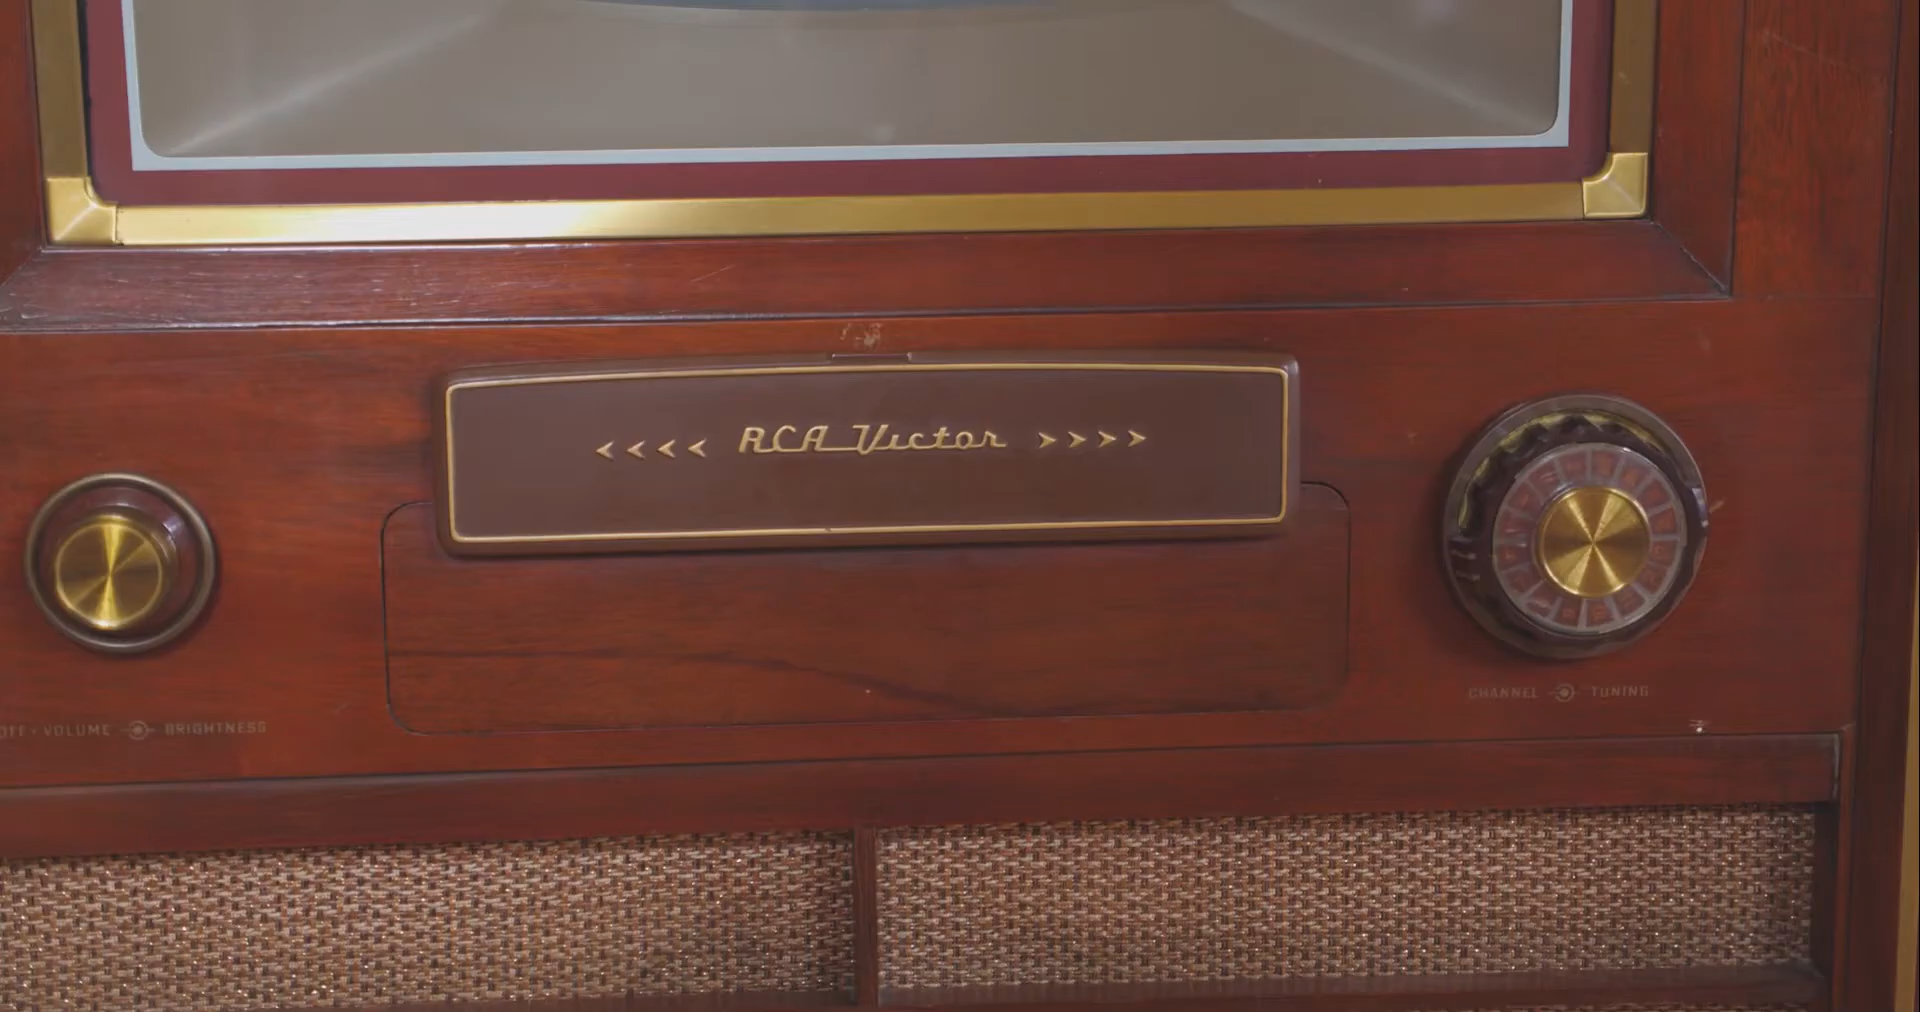 <<<< RCA Victor >>>>
CHANNEL TUNING
OFF · VOLUME BRIGHTNESS